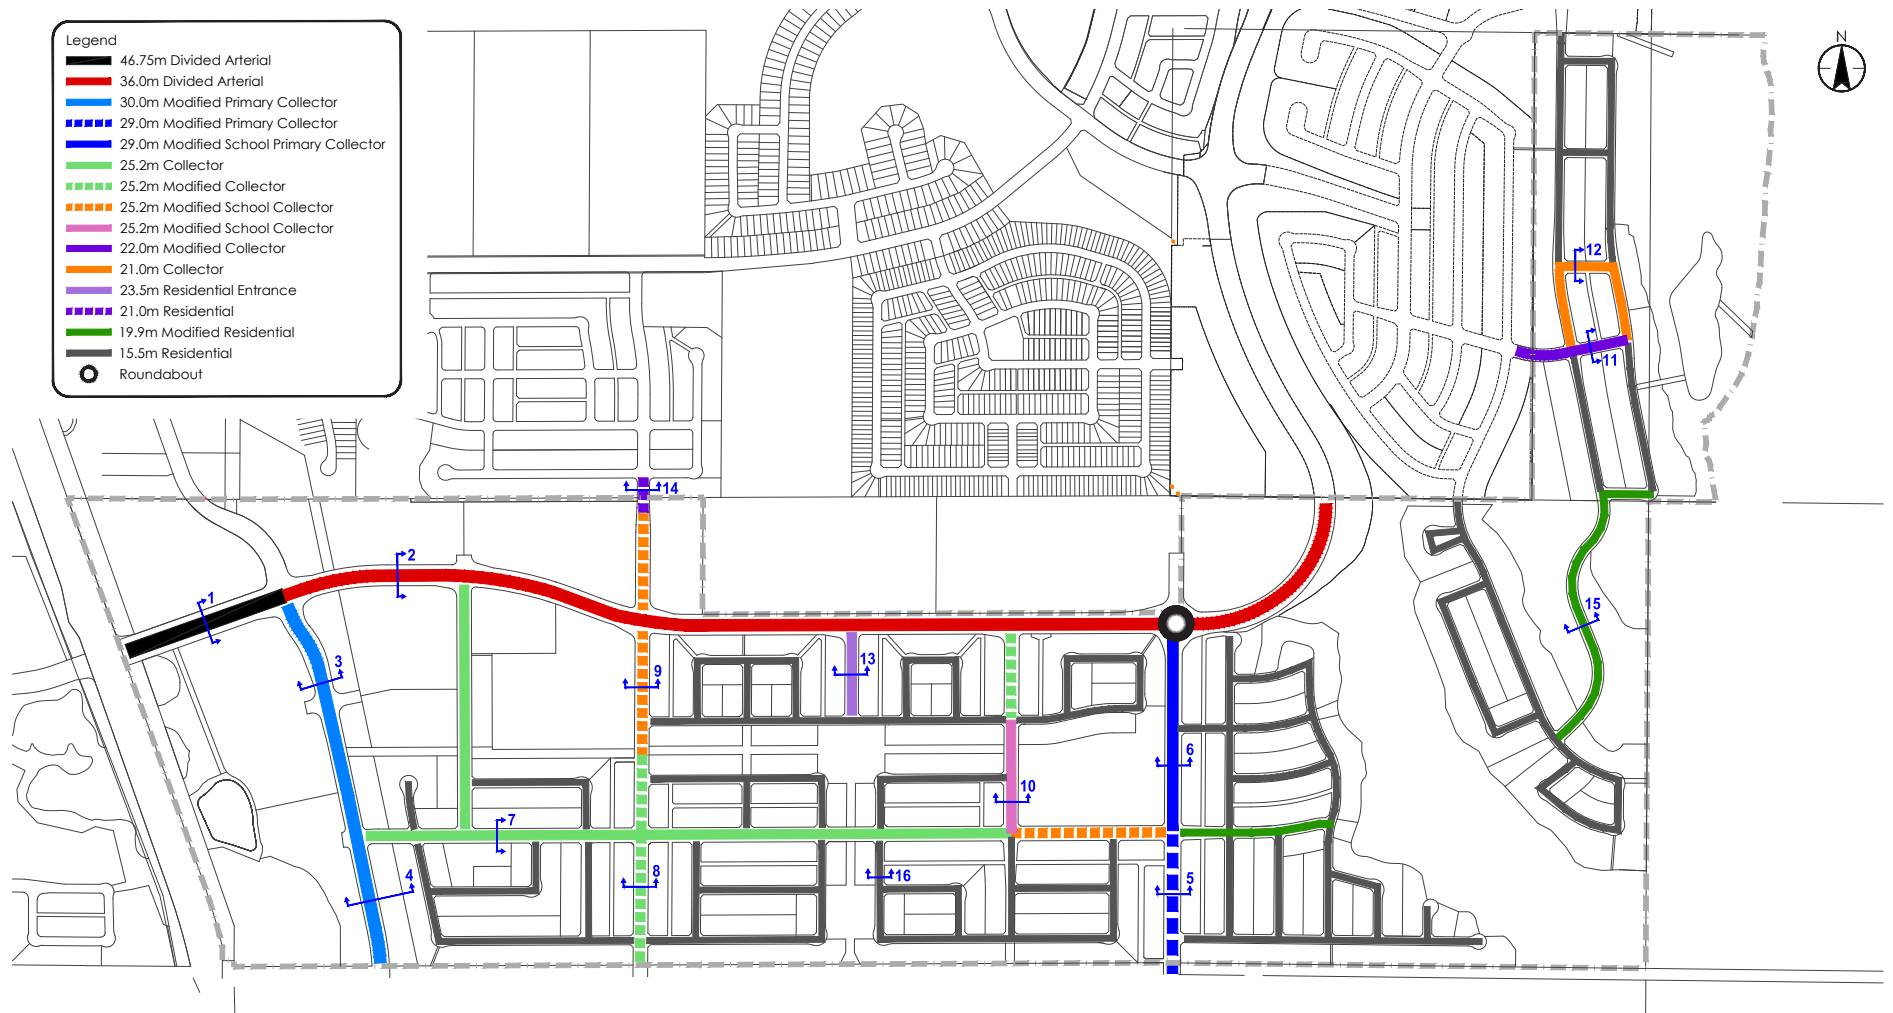 Legend
46.75m Divided Arterial
36.0m Divided Arterial
30.0m Modified Primary Collector
29.0m Modified Primary Collector
29.0m Modified School Primary Collector
25.2m Collector
25.2m Modified Collector
25.2m Modified School Collector
25.2m Modified School Collector
22.0m Modified Collector
21.0m Collector
23.5m Residential Entrance
21.0m Residential
19.9m Modified Residential
15.5m Residential
Roundabout
N
12
11
14
2
1
15
3
13
9
6
10
7
8
4
16
5